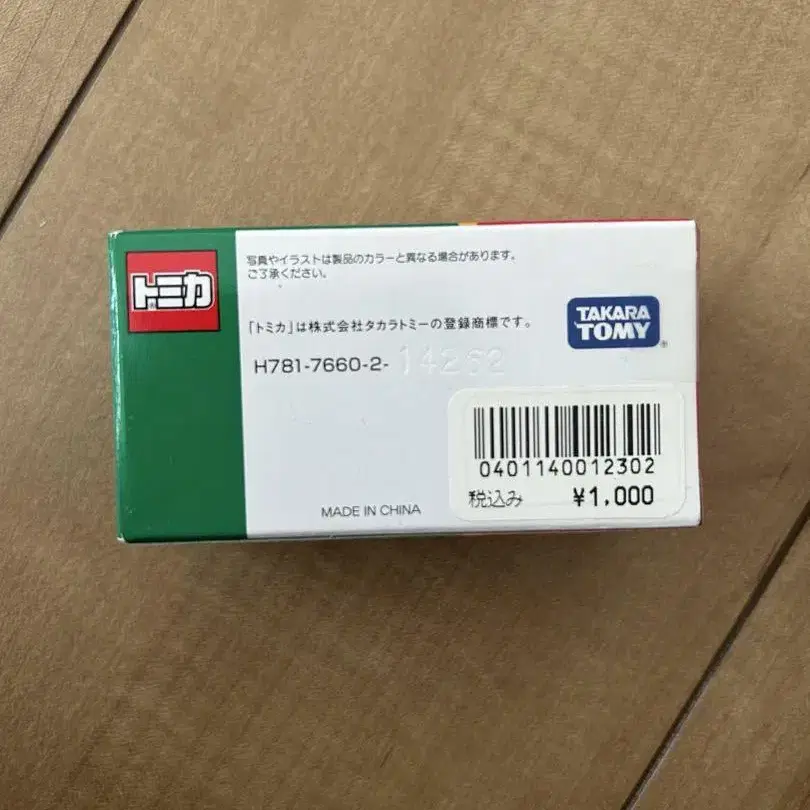 トミカ
写真やイラストは製品のカラーと異なる場合があります。
ご了承ください。
TAKARA
TOMY
「トミカ」は株式会社タカラトミーの登録商標です。
H781-7660-2-
0401140012302
税込み ¥1,000
MADE IN CHINA